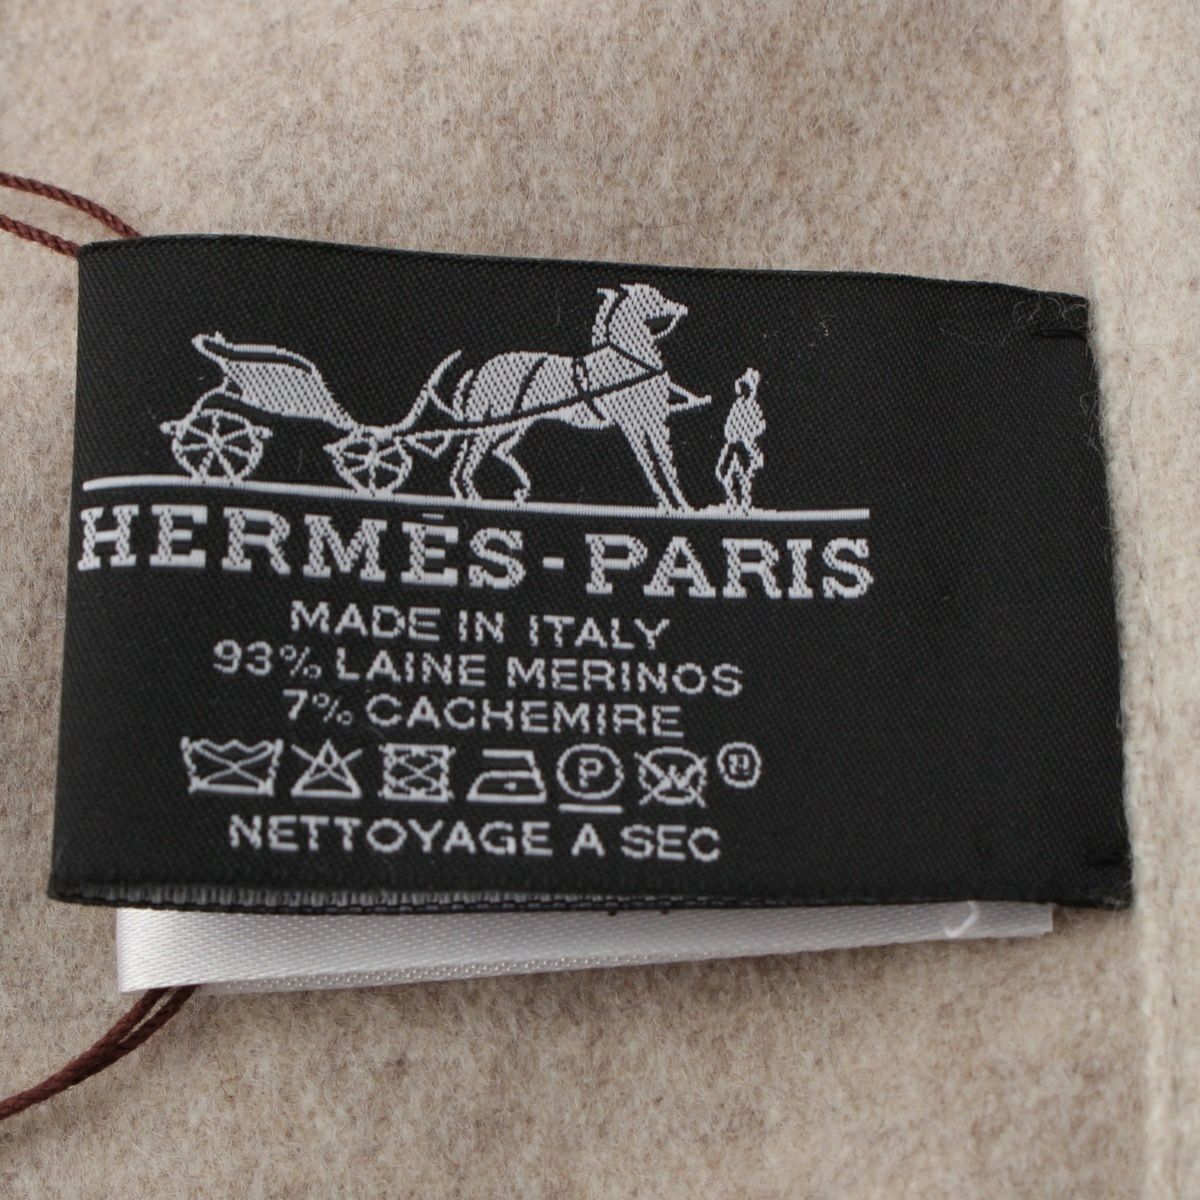 HERMÈS-PARIS
MADE IN ITALY
93% LAINE MERINOS
7% CACHEMIRE
P W
NETTOYAGE A SEC